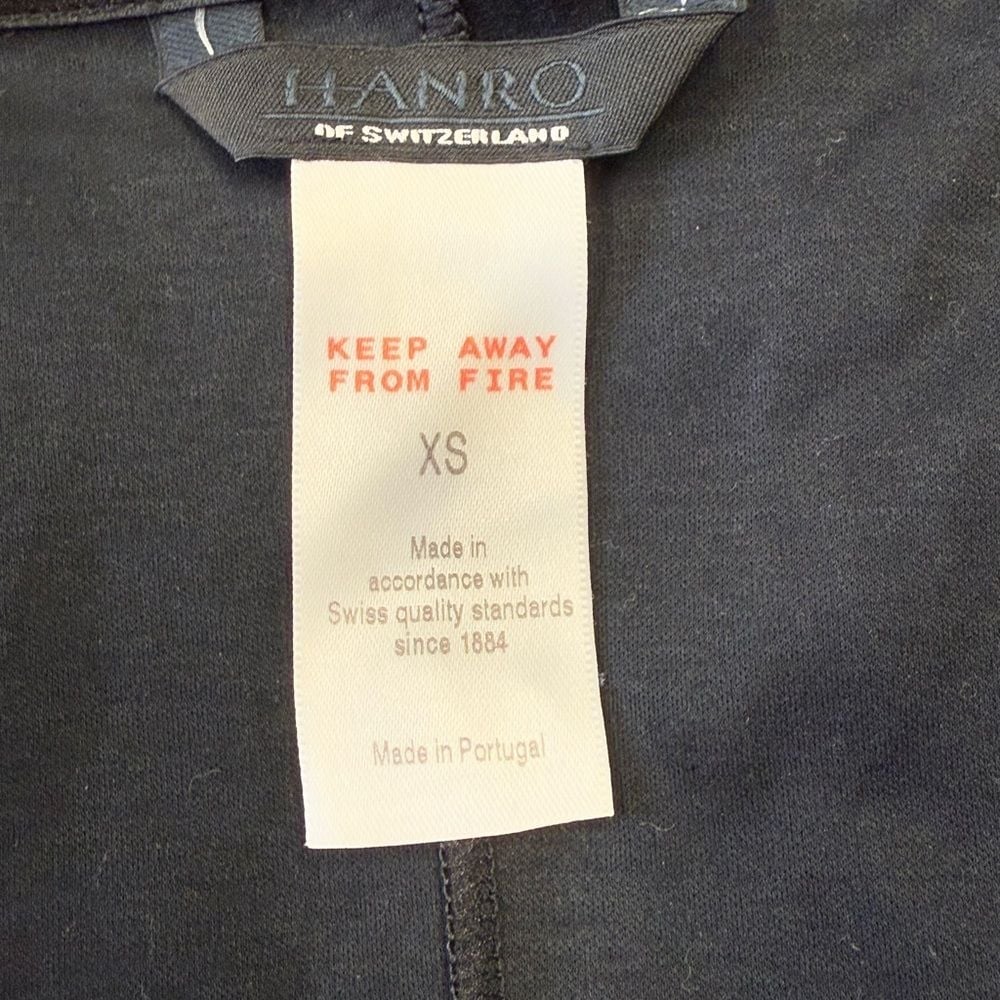 HANRO
OF SWITZERLAND
KEEP AWAY
FROM FIRE
XS
Made in
accordance with
Swiss quality standards
since 1884
Made in Portugal